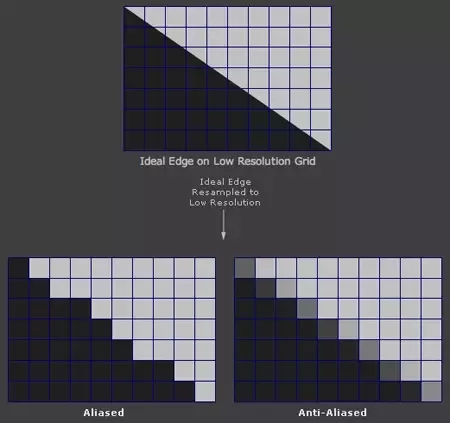 Ideal Edge on Low Resolution Grid
Ideal Edge
Resampled to
Low Resolution
Aliased
Anti-Aliased